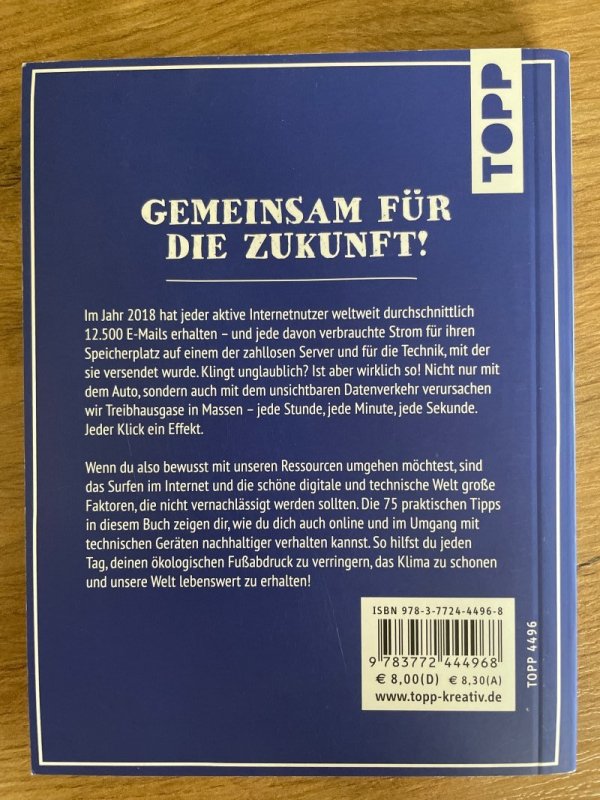 TOPP
GEMEINSAM FÜR
DIE ZUKUNFT!
Im Jahr 2018 hat jeder aktive Internetnutzer weltweit durchschnittlich
12.500 E-Mails erhalten – und jede davon verbrauchte Strom für ihren
Speicherplatz auf einem der zahllosen Server und für die Technik, mit der
sie versendet wurde. Klingt unglaublich? Ist aber wirklich so! Nicht nur mit
dem Auto, sondern auch mit dem unsichtbaren Datenverkehr verursachen
wir Treibhausgase in Massen – jede Stunde, jede Minute, jede Sekunde.
Jeder Klick ein Effekt.
Wenn du also bewusst mit unseren Ressourcen umgehen möchtest, sind
das Surfen im Internet und die schöne digitale und technische Welt große
Faktoren, die nicht vernachlässigt werden sollten. Die 75 praktischen Tipps
in diesem Buch zeigen dir, wie du dich auch online und im Umgang mit
technischen Geräten nachhaltiger verhalten kannst. So hilfst du jeden
Tag, deinen ökologischen Fußabdruck zu verringern, das Klima zu schonen
und unsere Welt lebenswert zu erhalten!
ISBN 978-3-7724-4496-8
9 783772 444968
€ 8,00(D) € 8,30(A)
www.topp-kreativ.de
TOPP 4496